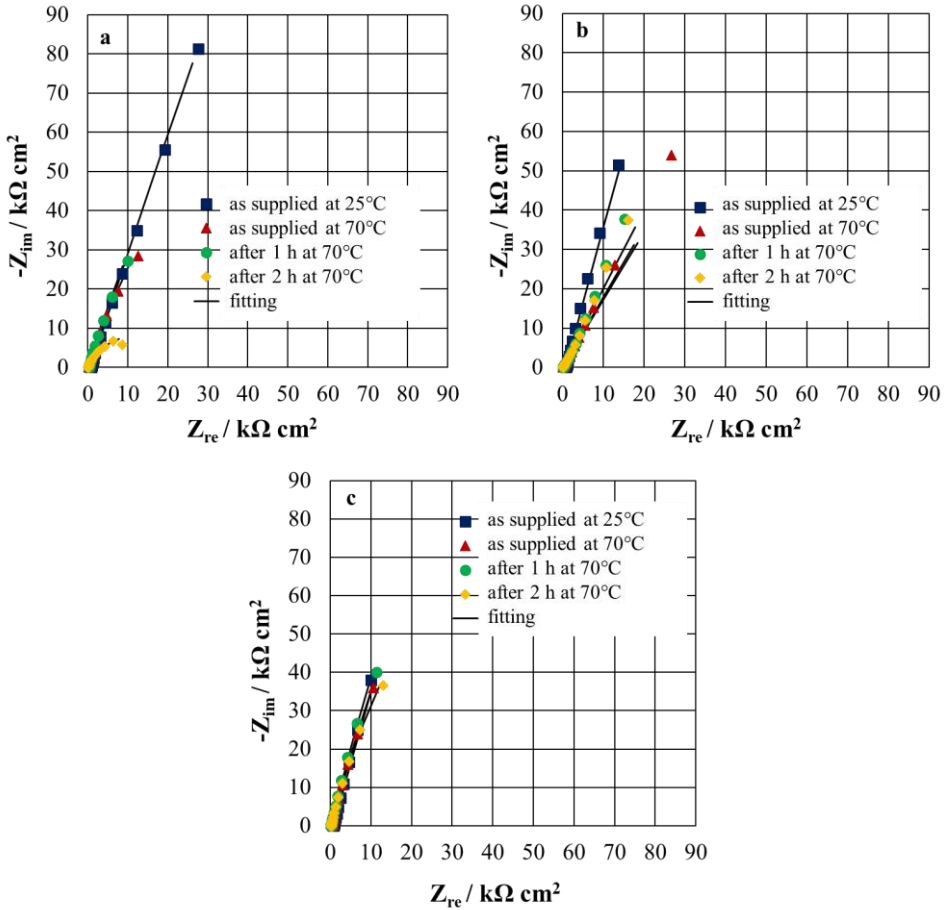 a
90
80
70
60
50
40
30
20
10
0
-Z_im / kΩ cm²
as supplied at 25°C
as supplied at 70°C
after 1 h at 70°C
after 2 h at 70°C
fitting
0 10 20 30 40 50 60 70 80 90
Z_re / kΩ cm²
b
90
80
70
60
50
40
30
20
10
0
-Z_im / kΩ cm²
as supplied at 25°C
as supplied at 70°C
after 1 h at 70°C
after 2 h at 70°C
fitting
0 10 20 30 40 50 60 70 80 90
Z_re / kΩ cm²
c
90
80
70
60
50
40
30
20
10
0
-Z_im / kΩ cm²
as supplied at 25°C
as supplied at 70°C
after 1 h at 70°C
after 2 h at 70°C
fitting
0 10 20 30 40 50 60 70 80 90
Z_re / kΩ cm²